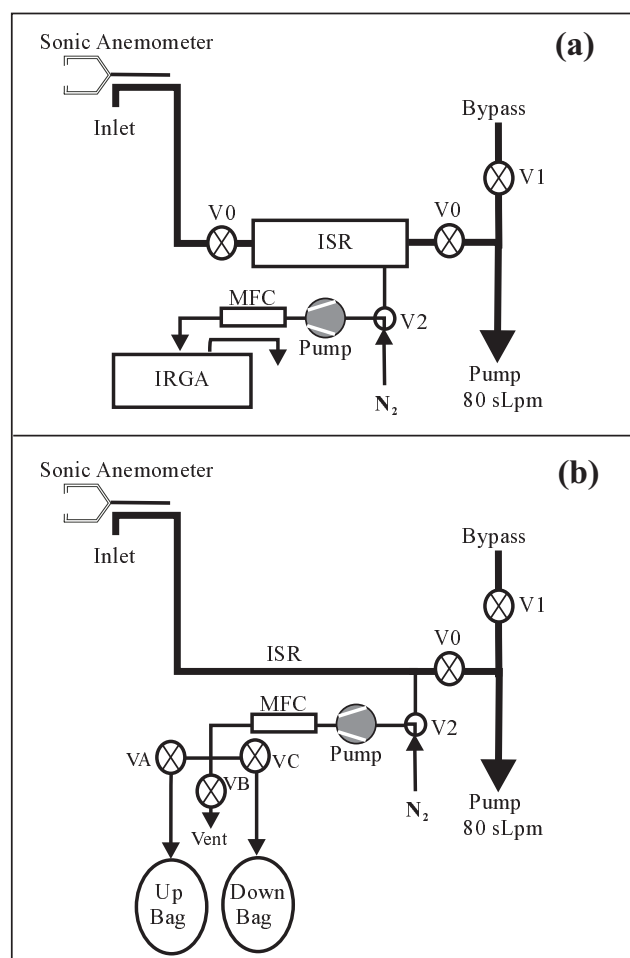 (a)
Sonic Anemometer
Inlet
Bypass
V1
V0
ISR
V0
MFC
Pump
V2
IRGA
N₂
Pump
80 sLpm
(b)
Sonic Anemometer
Inlet
Bypass
V1
V0
ISR
MFC
Pump
V2
VA
VC
VB
Vent
N₂
Pump
80 sLpm
Up
Bag
Down
Bag